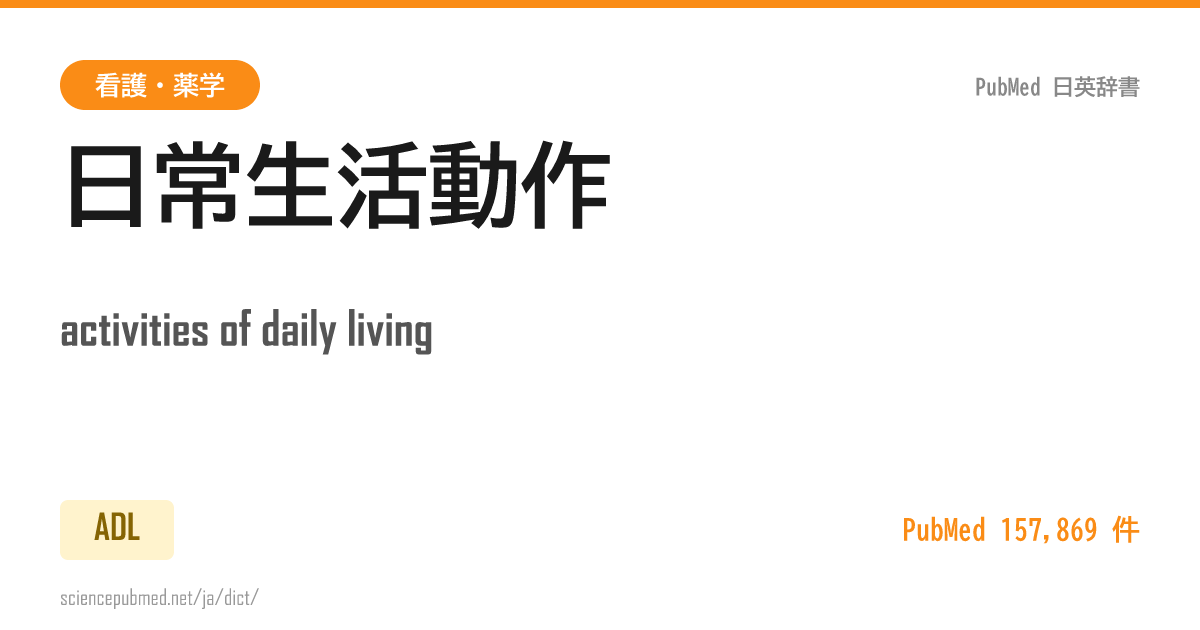 看護・薬学
PubMed 日英辞書
日常生活動作
activities of daily living
ADL
PubMed 157,869 件
sciencepubmed.net/ja/dict/